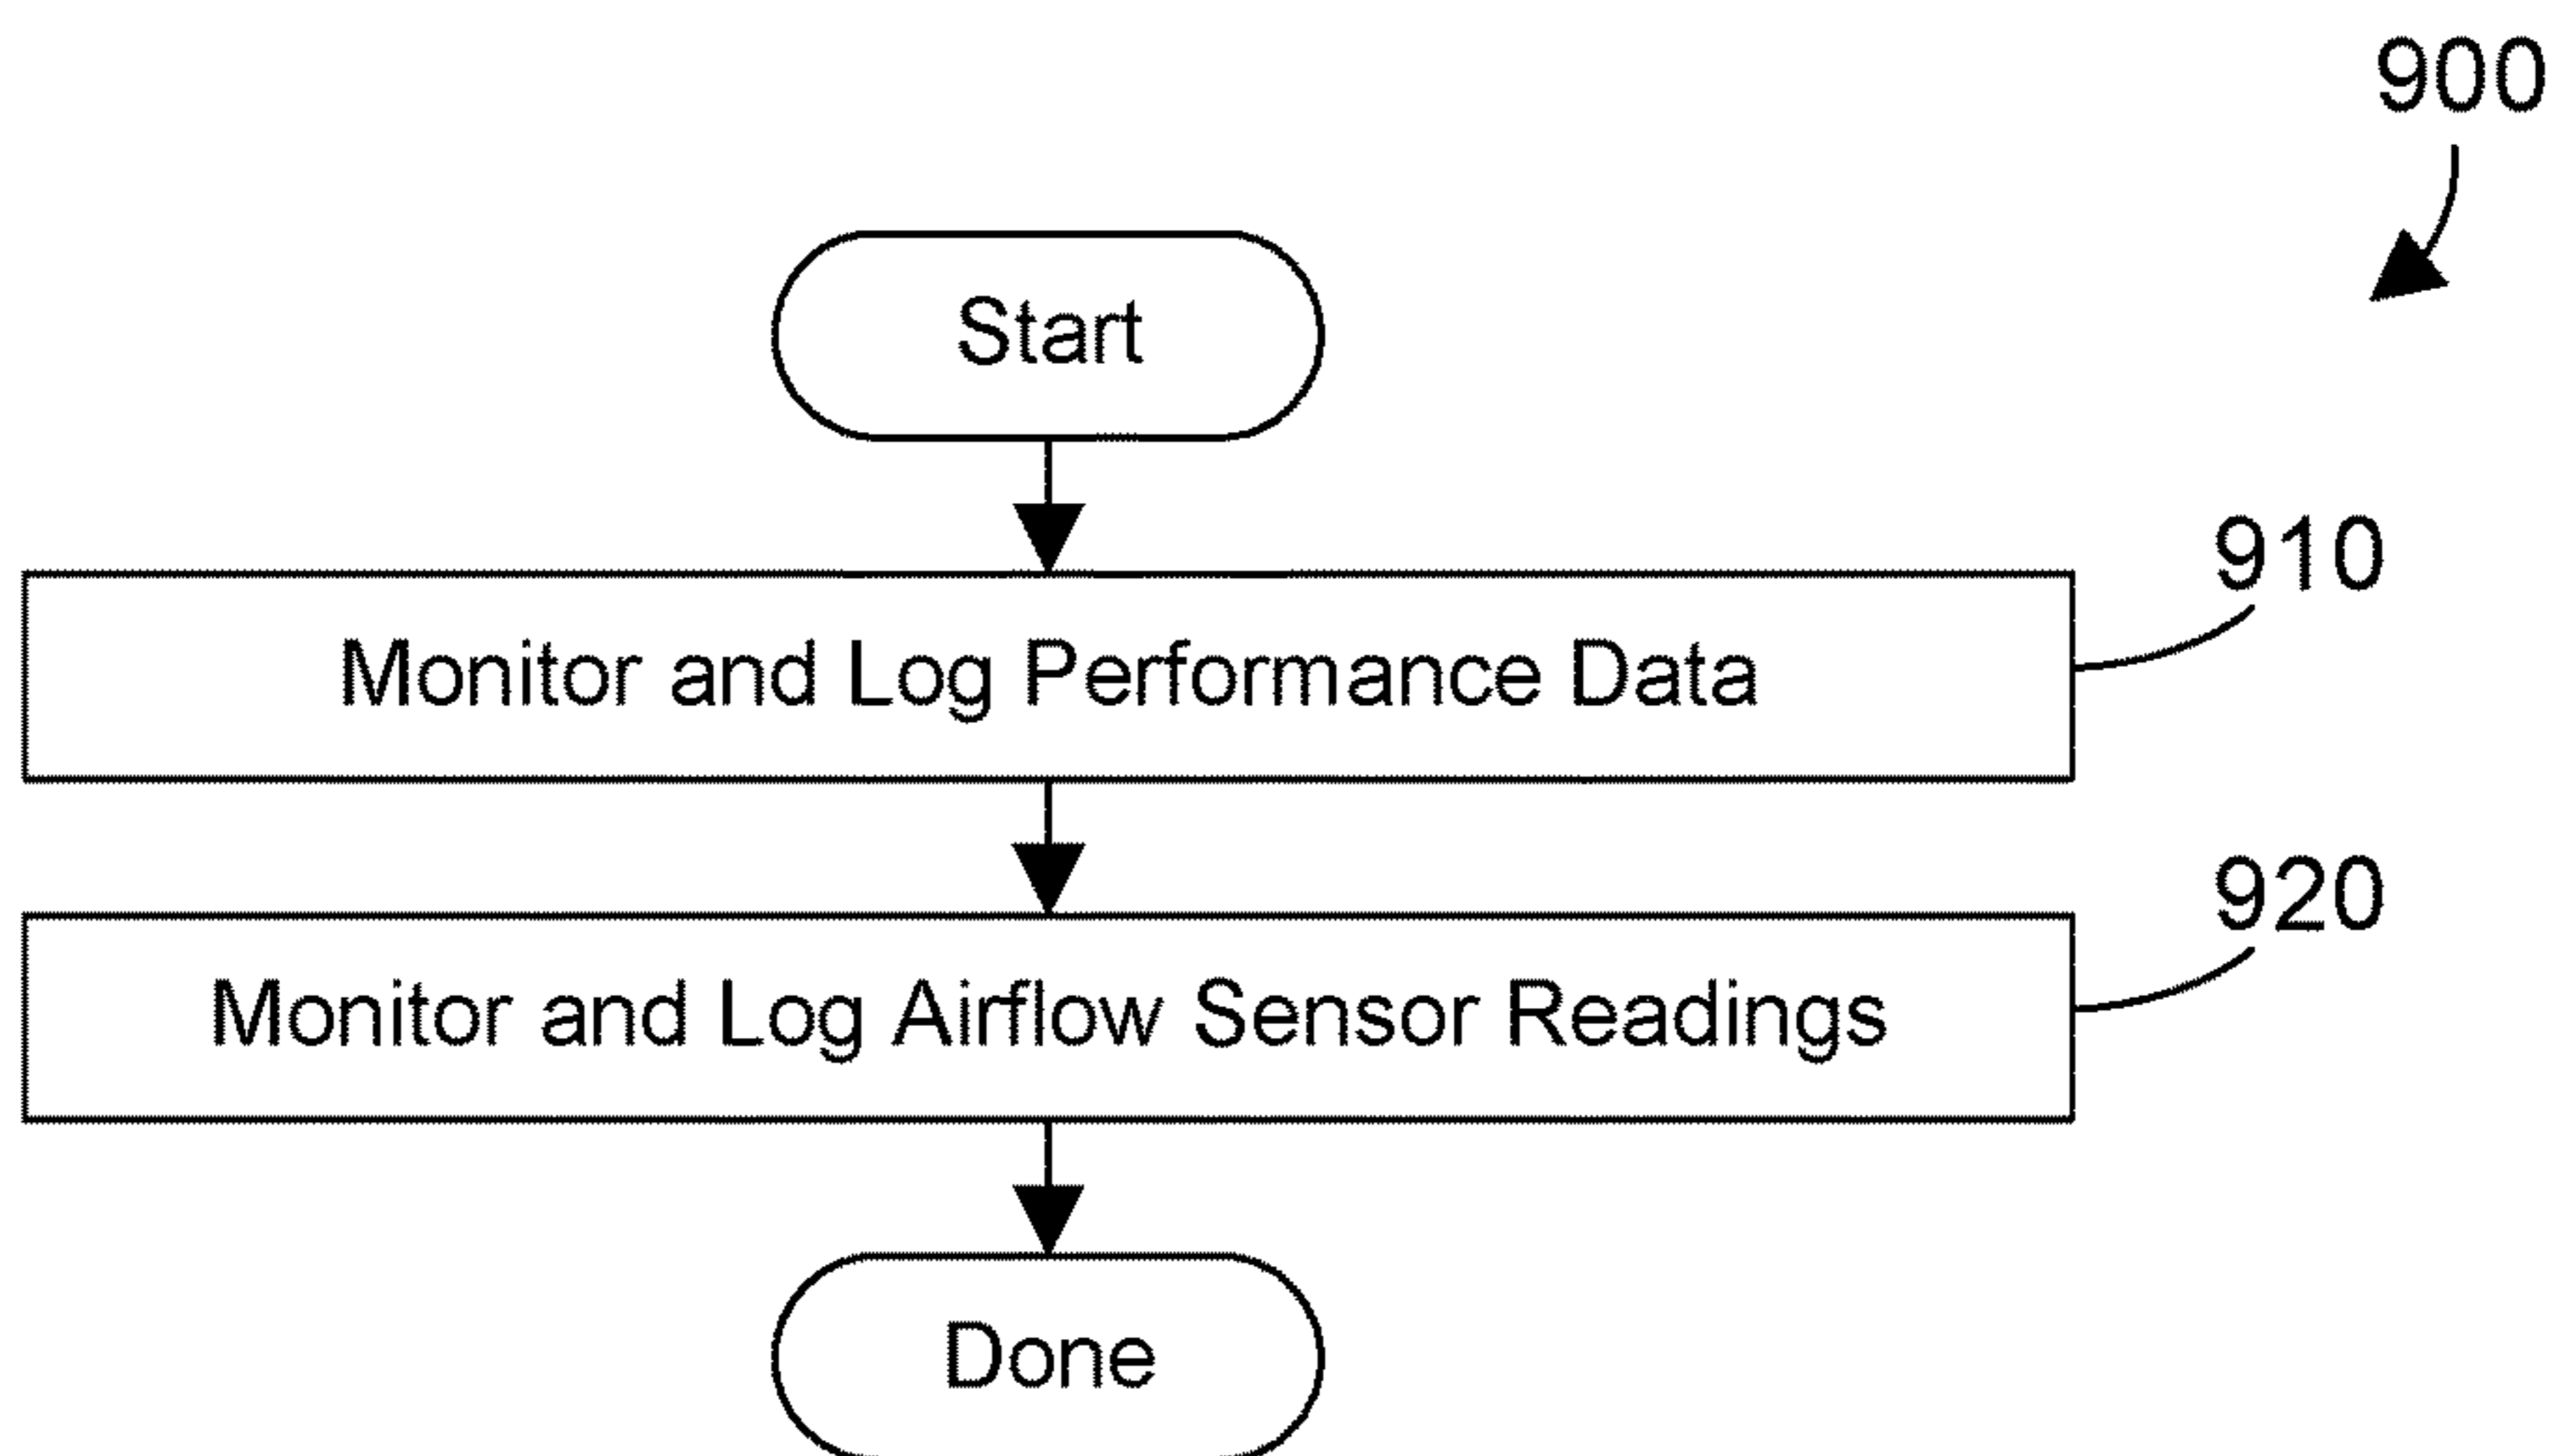 900
Start
910
Monitor and Log Performance Data
920
Monitor and Log Airflow Sensor Readings
Done